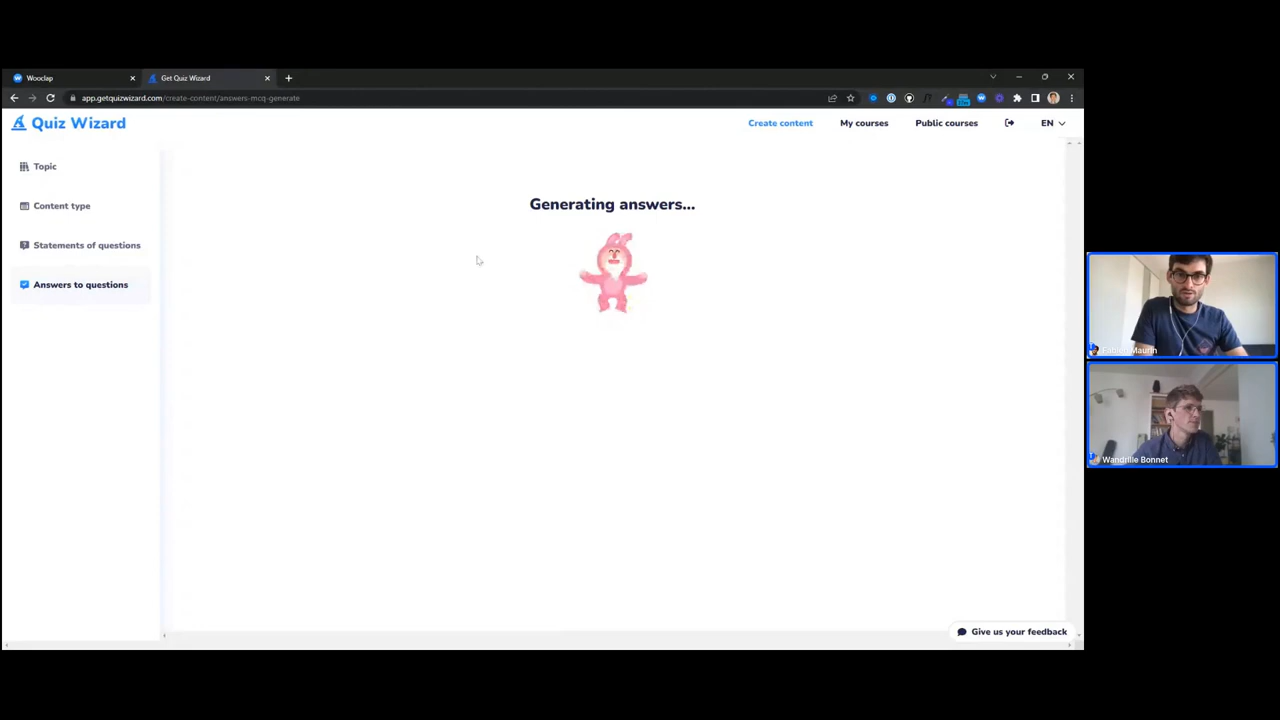 Wooclap
Get Quiz Wizard
app.getquizwizard.com/create-content/answers-mcq-generate
Quiz Wizard
Create content
My courses
Public courses
EN
Topic
Content type
Statements of questions
Answers to questions
Generating answers...
Give us your feedback
Maurin
Wandrille Bonnet